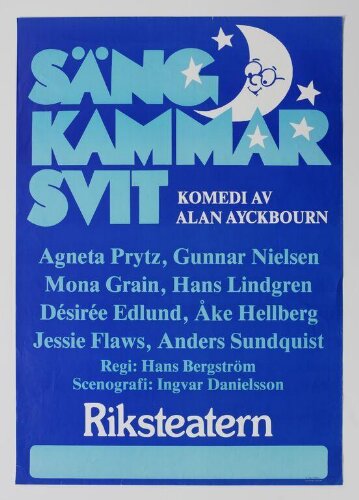 SÄNG
KAMMAR
SVIT
KOMEDI AV
ALAN AYCKBOURN
Agneta Prytz, Gunnar Nielsen
Mona Grain, Hans Lindgren
Désirée Edlund, Åke Hellberg
Jessie Flaws, Anders Sundquist
Regi: Hans Bergström
Scenografi: Ingvar Danielsson
Riksteatern